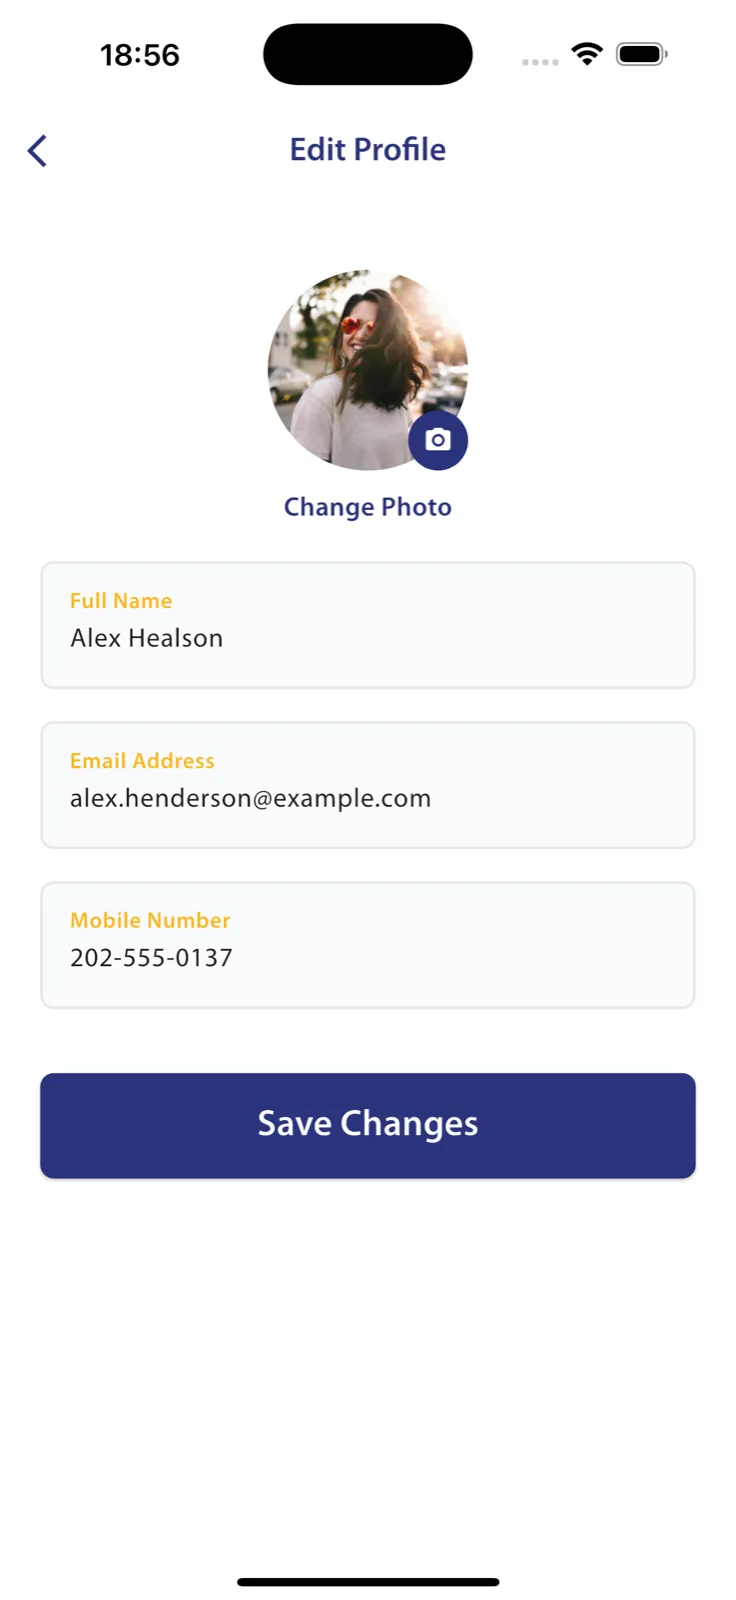 18:56
Edit Profile
Change Photo
Full Name
Alex Healson
Email Address
alex.henderson@example.com
Mobile Number
202-555-0137
Save Changes